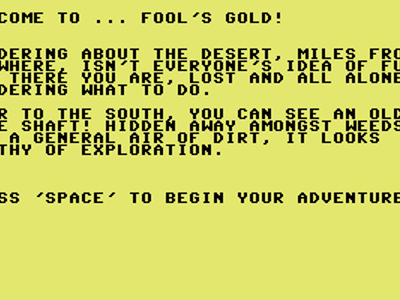 COME TO ... FOOL'S GOLD!
DERING ABOUT THE DESERT, MILES FRO
WHERE, ISN'T EVERYONE'S IDEA OF FU
THERE YOU ARE, LOST AND ALL ALONE
DERING WHAT TO DO.
R TO THE SOUTH, YOU CAN SEE AN OLD
E SHAFT! HIDDEN AWAY AMONGST WEEDS
A GENERAL AIR OF DIRT, IT LOOKS
THY OF EXPLORATION.
SS 'SPACE' TO BEGIN YOUR ADVENTURE